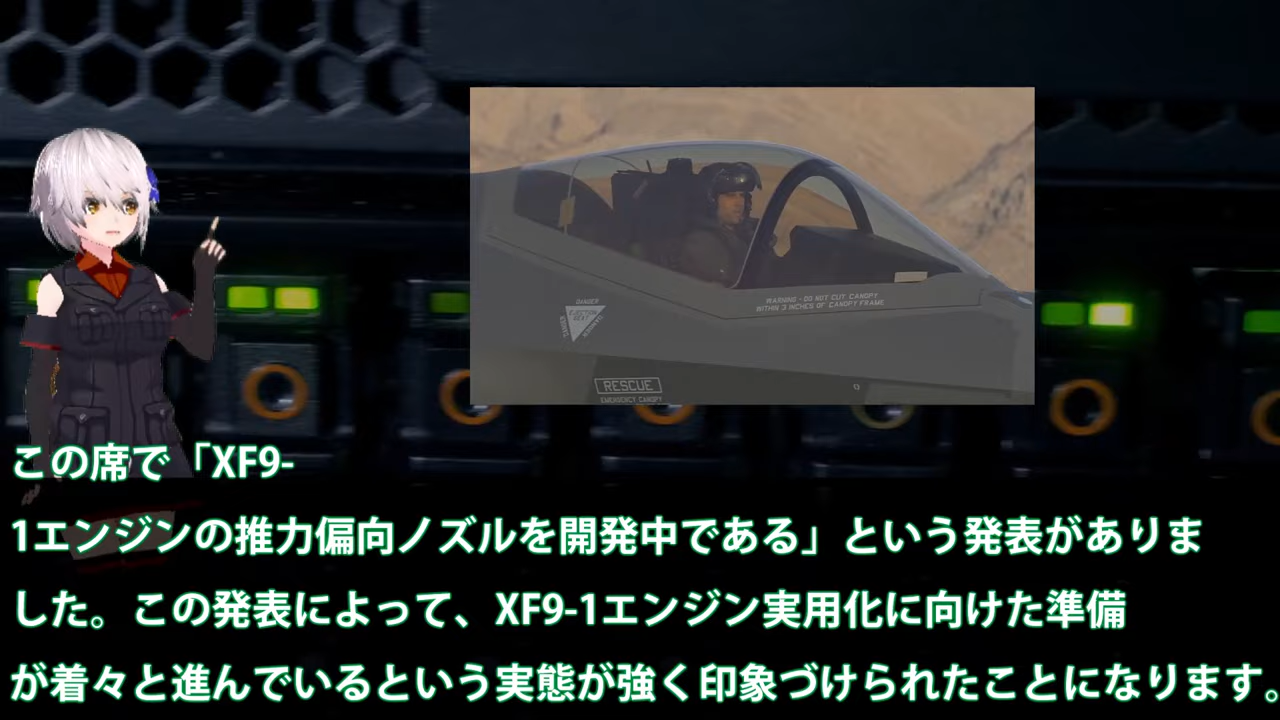 WARNING - DO NOT CUT CANOPY
WITHIN 3 INCHES OF CANOPY FRAME
DANGER
EJECTION
SEAT
RESCUE
EMERGENCY CANOPY
この席で「XF9-
1エンジンの推力偏向ノズルを開発中である」という発表がありま
した。この発表によって、XF9-1エンジン実用化に向けた準備
が着々と進んでいるという実態が強く印象づけられたことになります。